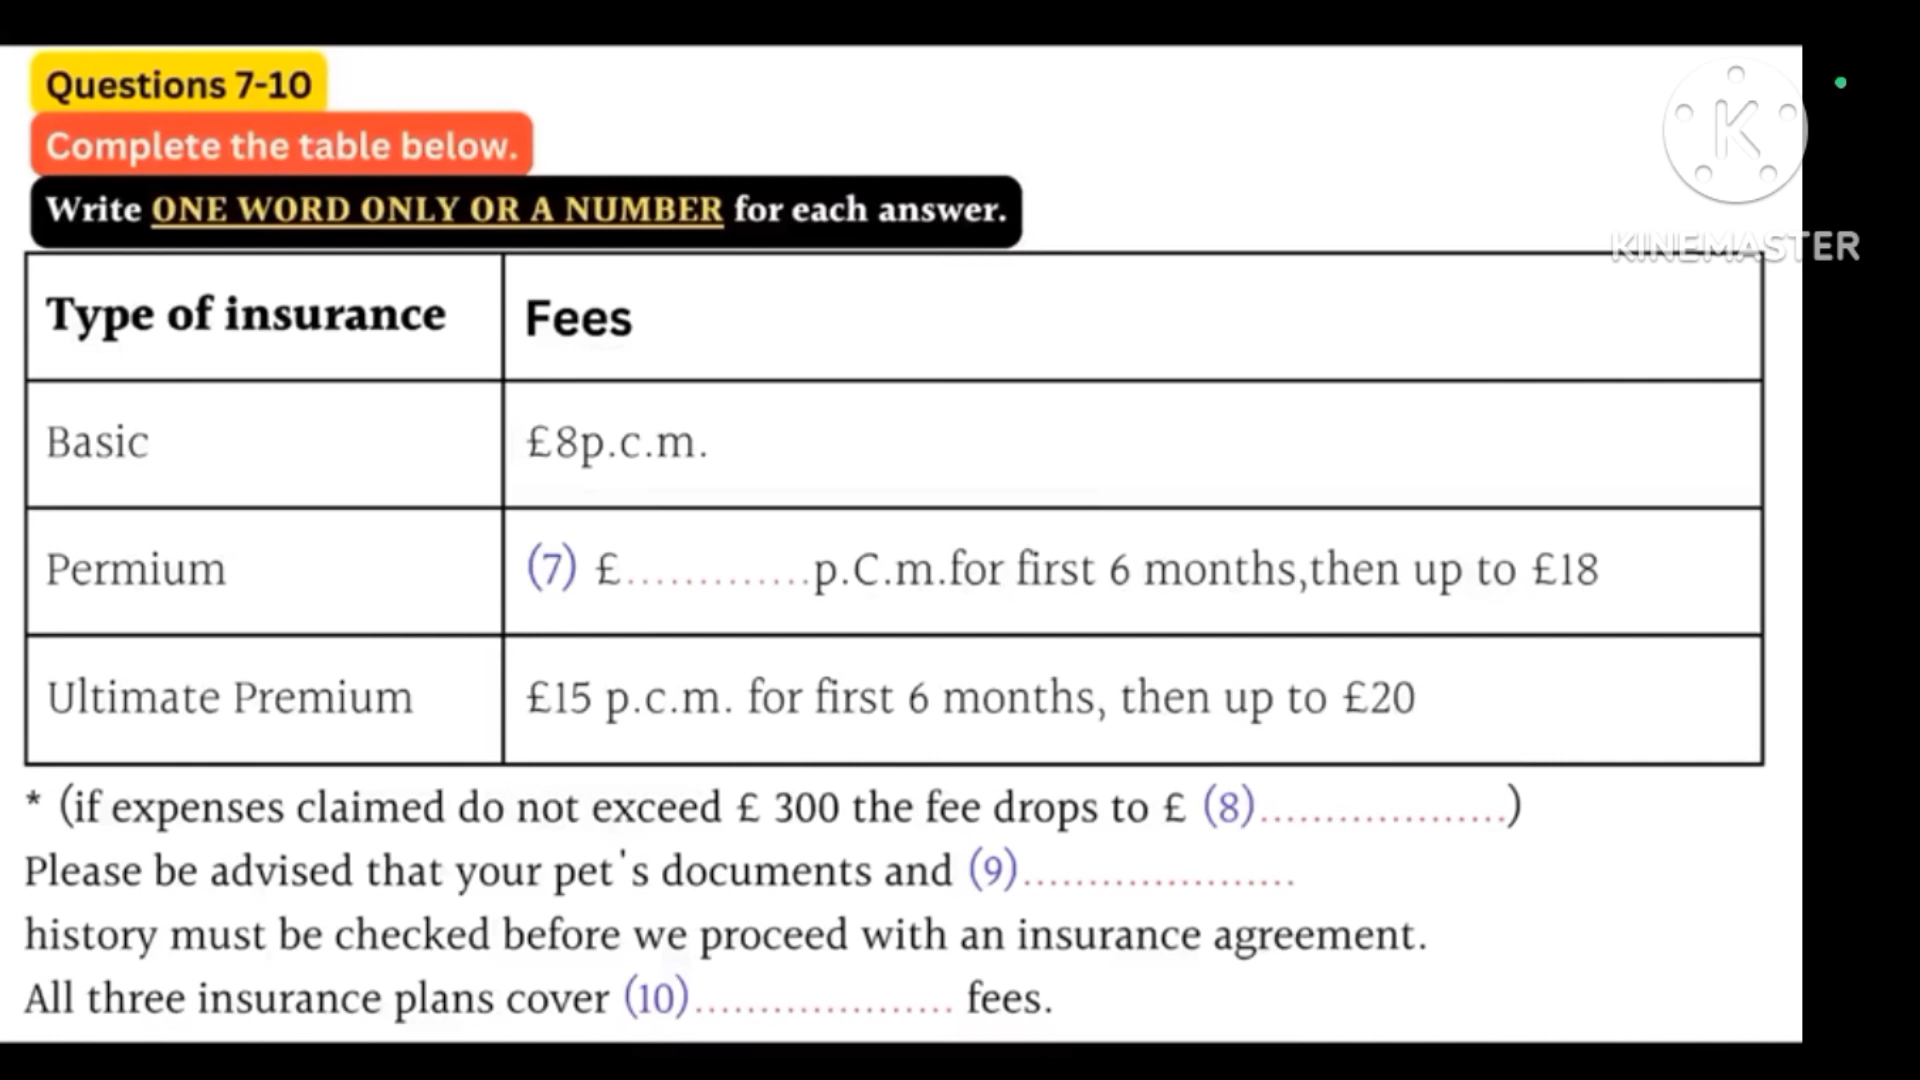 Questions 7-10
Complete the table below.
Write ONE WORD ONLY OR A NUMBER for each answer.
K
KINEMASTER
Type of insurance Fees
Basic £8p.c.m.
Permium (7) £.............p.C.m.for first 6 months,then up to £18
Ultimate Premium £15 p.c.m. for first 6 months, then up to £20
* (if expenses claimed do not exceed £ 300 the fee drops to £ (8)...................)
Please be advised that your pet's documents and (9).....................
history must be checked before we proceed with an insurance agreement.
All three insurance plans cover (10).................... fees.